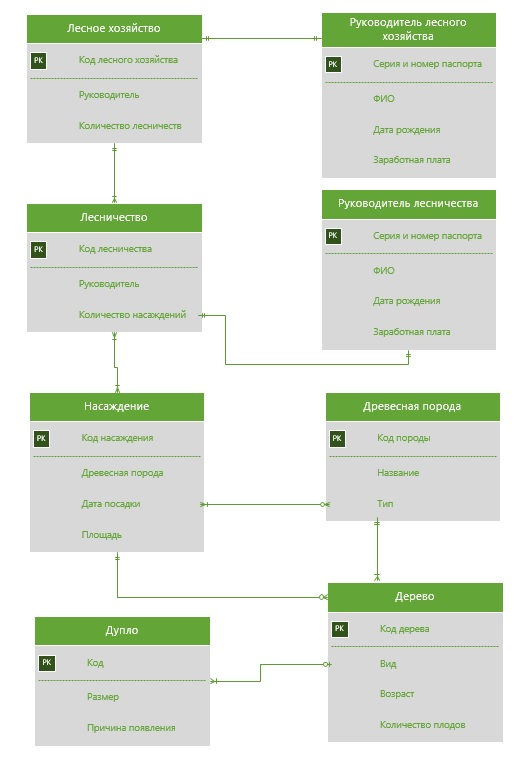 Лесное хозяйство
PK Код лесного хозяйства
Руководитель
Количество лесничеств
Руководитель лесного
хозяйства
PK Серия и номер паспорта
ФИО
Дата рождения
Заработная плата
Лесничество
PK Код лесничества
Руководитель
Количество насаждений
Руководитель лесничества
PK Серия и номер паспорта
ФИО
Дата рождения
Заработная плата
Насаждение
PK Код насаждения
Древесная порода
Дата посадки
Площадь
Древесная порода
PK Код породы
Название
Тип
Дупло
PK Код
Размер
Причина появления
Дерево
PK Код дерева
Вид
Возраст
Количество плодов